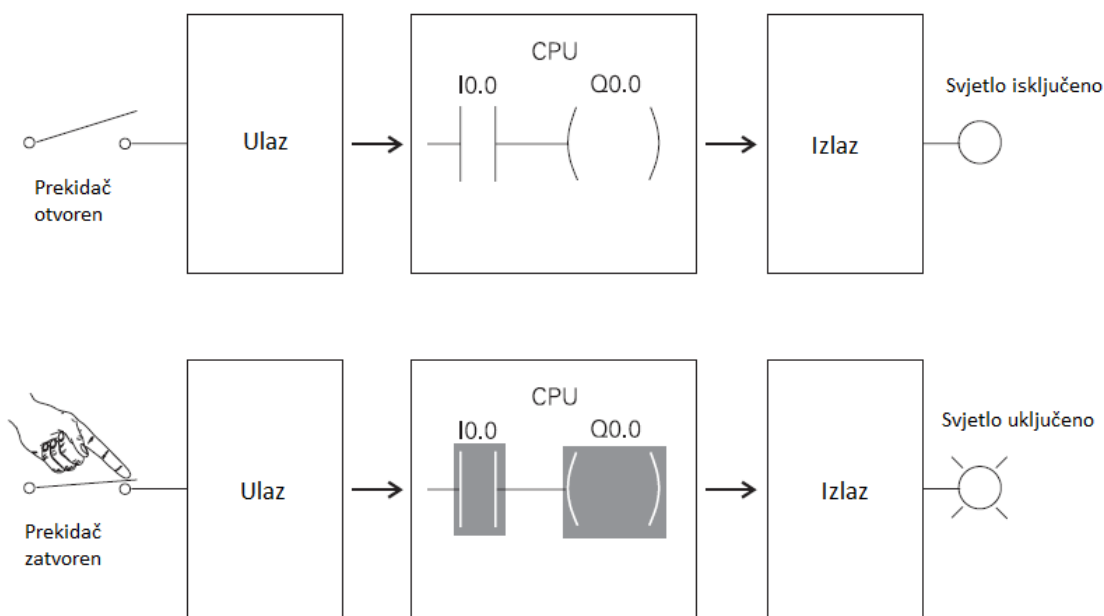 CPU
I0.0 Q0.0
Svjetlo isključeno
Ulaz
Izlaz
Prekidač
otvoren
CPU
I0.0 Q0.0
Svjetlo uključeno
Ulaz
Izlaz
Prekidač
zatvoren